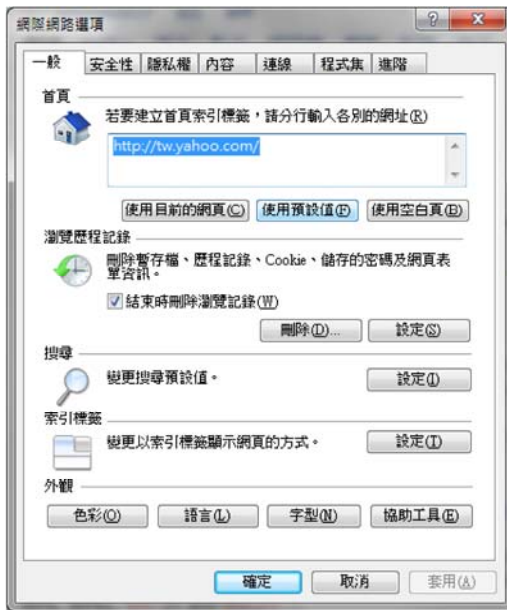 網際網路選項
一般 安全性 隱私權 內容 連線 程式集 進階
首頁
若要建立首頁索引標籤，請分行輸入各別的網址(R)
http://tw.yahoo.com/
使用目前的網頁(C) 使用預設值(F) 使用空白頁(B)
瀏覽歷程記錄
刪除暫存檔、歷程記錄、Cookie、儲存的密碼及網頁表
單資訊。
結束時刪除瀏覽記錄(W)
刪除(D)... 設定(S)
搜尋
變更搜尋預設值。 設定(I)
索引標籤
變更以索引標籤顯示網頁的方式。 設定(T)
外觀
色彩(O) 語言(L) 字型(N) 協助工具(E)
確定 取消 套用(A)